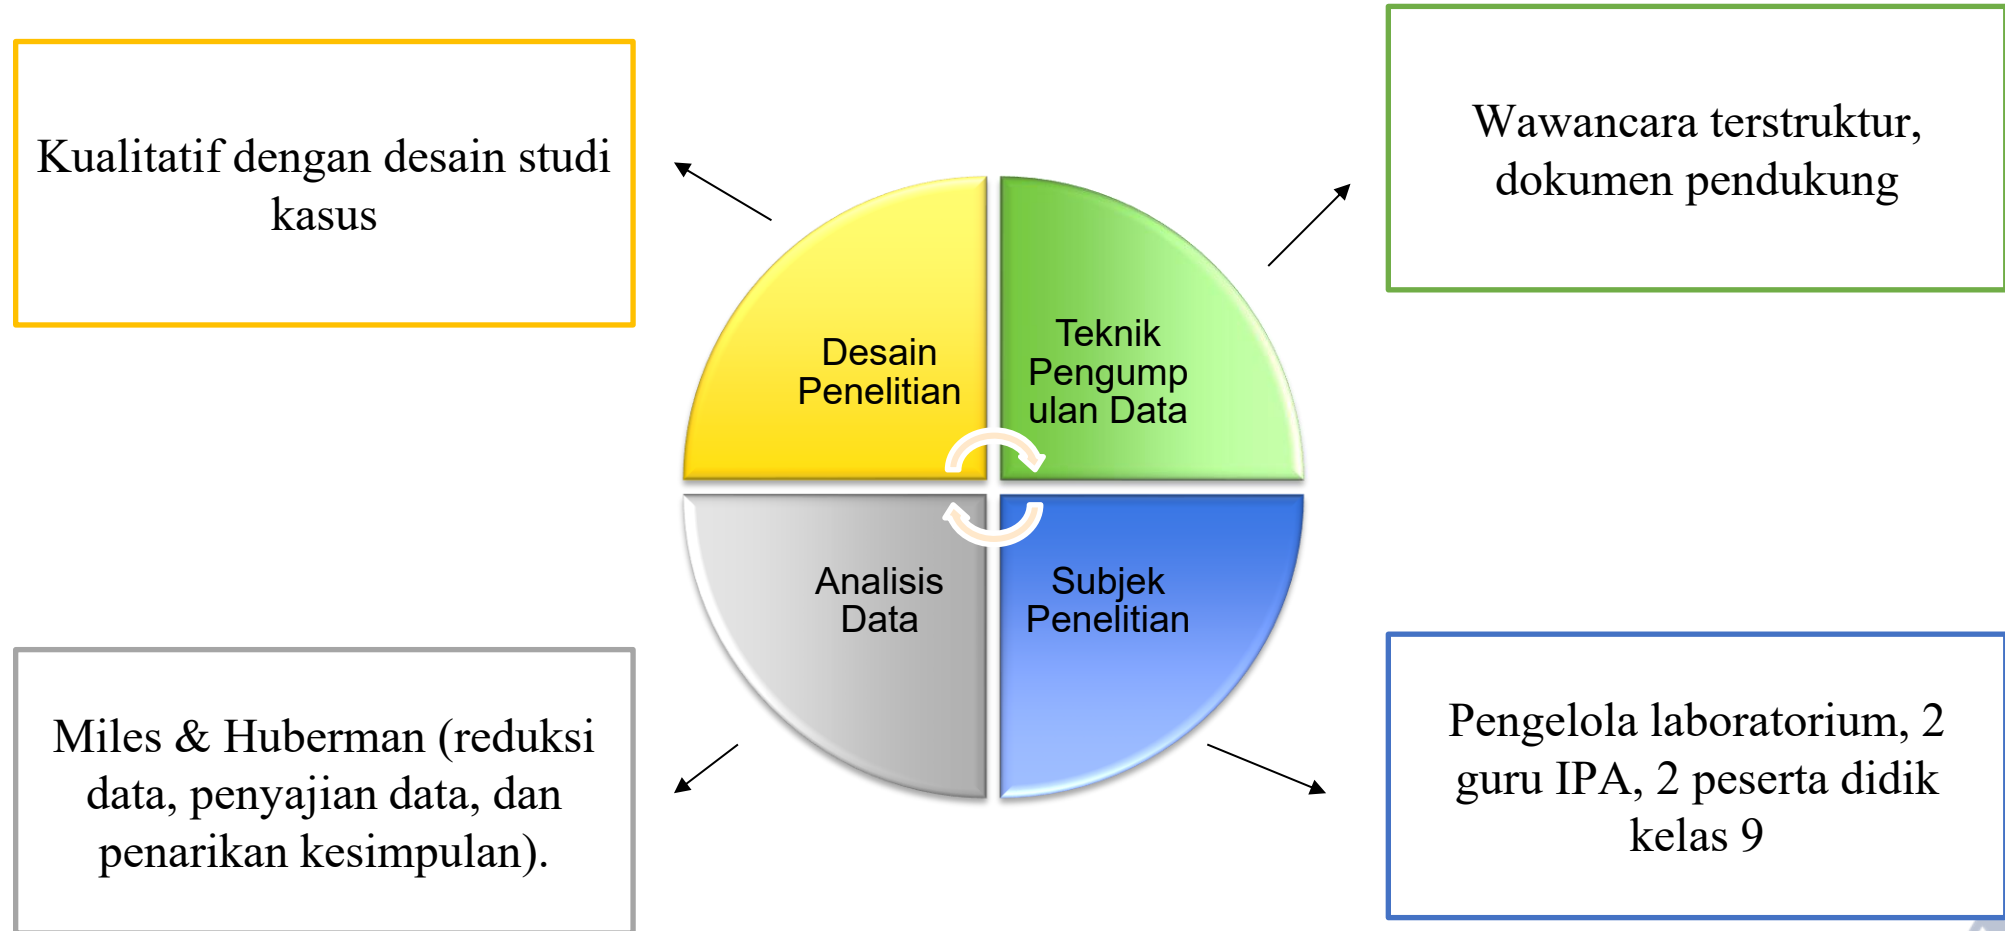 Kualitatif dengan desain studi
kasus
Wawancara terstruktur,
dokumen pendukung
Desain
Penelitian
Teknik
Pengump
ulan Data
Analisis
Data
Subjek
Penelitian
Miles & Huberman (reduksi
data, penyajian data, dan
penarikan kesimpulan).
Pengelola laboratorium, 2
guru IPA, 2 peserta didik
kelas 9